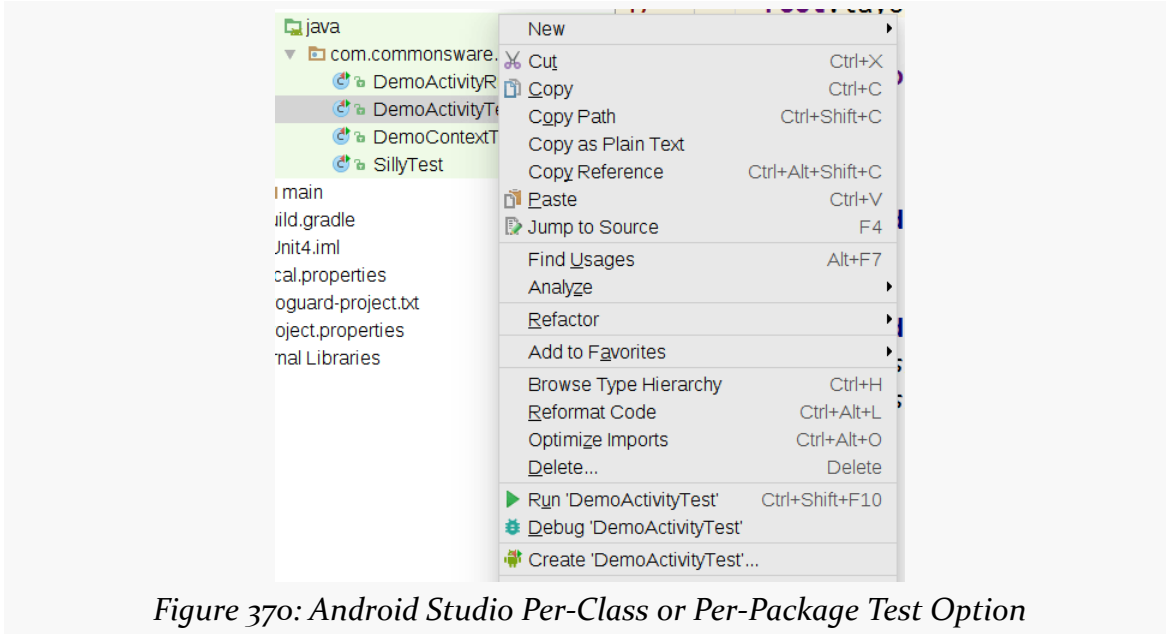 java
com.commonsware.
DemoActivityR
DemoActivityTe
DemoContextT
SillyTest
main
ild.gradle
Unit4.iml
cal.properties
oguard-project.txt
oject.properties
nal Libraries
New
Cut Ctrl+X
Copy Ctrl+C
Copy Path Ctrl+Shift+C
Copy as Plain Text
Copy Reference Ctrl+Alt+Shift+C
Paste Ctrl+V
Jump to Source F4
Find Usages Alt+F7
Analyze
Refactor
Add to Favorites
Browse Type Hierarchy Ctrl+H
Reformat Code Ctrl+Alt+L
Optimize Imports Ctrl+Alt+O
Delete... Delete
Run 'DemoActivityTest' Ctrl+Shift+F10
Debug 'DemoActivityTest'
Create 'DemoActivityTest'...
Figure 370: Android Studio Per-Class or Per-Package Test Option